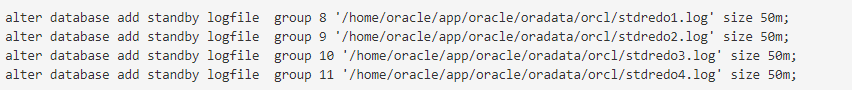 alter database add standby logfile  group 8 '/home/oracle/app/oracle/oradata/orcl/stdredo1.log' size 50m;
alter database add standby logfile  group 9 '/home/oracle/app/oracle/oradata/orcl/stdredo2.log' size 50m;
alter database add standby logfile  group 10 '/home/oracle/app/oracle/oradata/orcl/stdredo3.log' size 50m;
alter database add standby logfile  group 11 '/home/oracle/app/oracle/oradata/orcl/stdredo4.log' size 50m;